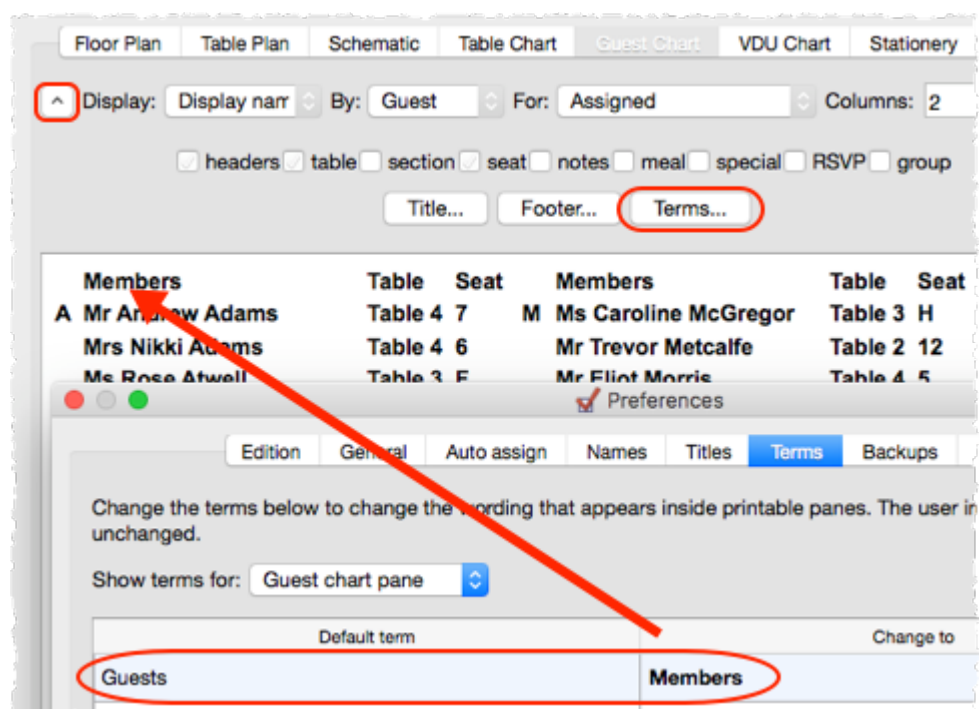 Floor Plan Table Plan Schematic Table Chart Guest Chart VDU Chart Stationery
Display: Display nam By: Guest For: Assigned Columns: 2
headers table section seat notes meal special RSVP group
Title... Footer... Terms...
Members Table Seat Members Table Seat
A Mr Andrew Adams Table 4 7 M Ms Caroline McGregor Table 3 H
Mrs Nikki Adams Table 4 6 Mr Trevor Metcalfe Table 2 12
Ms Rose Atwell Table 3 F Mr Eliot Morris Table 4 5
Preferences
Edition General Auto assign Names Titles Terms Backups
Change the terms below to change the wording that appears inside printable panes. The user in
unchanged.
Show terms for: Guest chart pane
Default term Change to
Guests Members